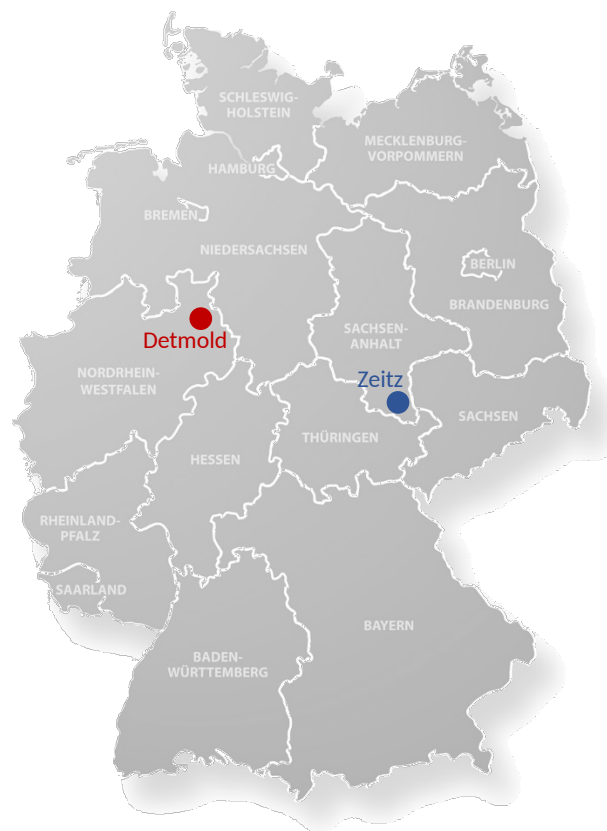 SCHLESWIG-
HOLSTEIN
MECKLENBURG-
VORPOMMERN
HAMBURG
BREMEN
NIEDERSACHSEN
BERLIN
BRANDENBURG
Detmold
SACHSEN-
ANHALT
NORDRHEIN-
WESTFALEN
Zeitz
SACHSEN
THÜRINGEN
HESSEN
RHEINLAND-
PFALZ
SAARLAND
BAYERN
BADEN-
WÜRTTEMBERG